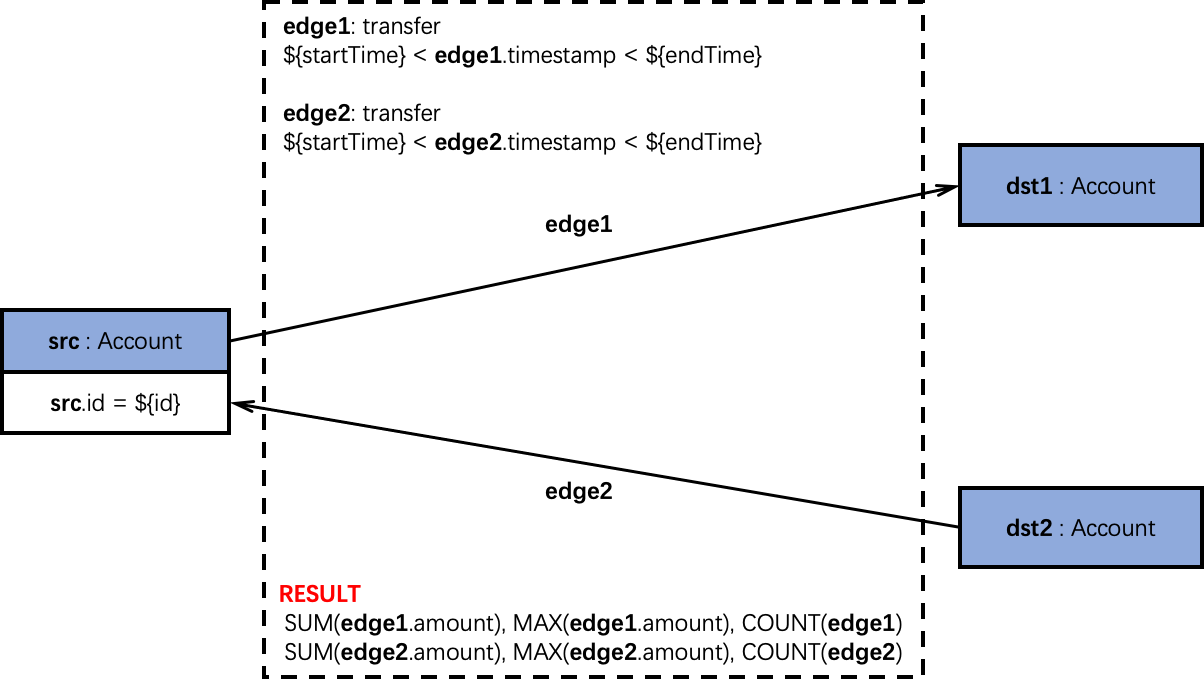 edge1: transfer
${startTime} < edge1.timestamp < ${endTime}
edge2: transfer
${startTime} < edge2.timestamp < ${endTime}
dst1 : Account
edge1
src : Account
src.id = ${id}
edge2
dst2 : Account
RESULT
SUM(edge1.amount), MAX(edge1.amount), COUNT(edge1)
SUM(edge2.amount), MAX(edge2.amount), COUNT(edge2)